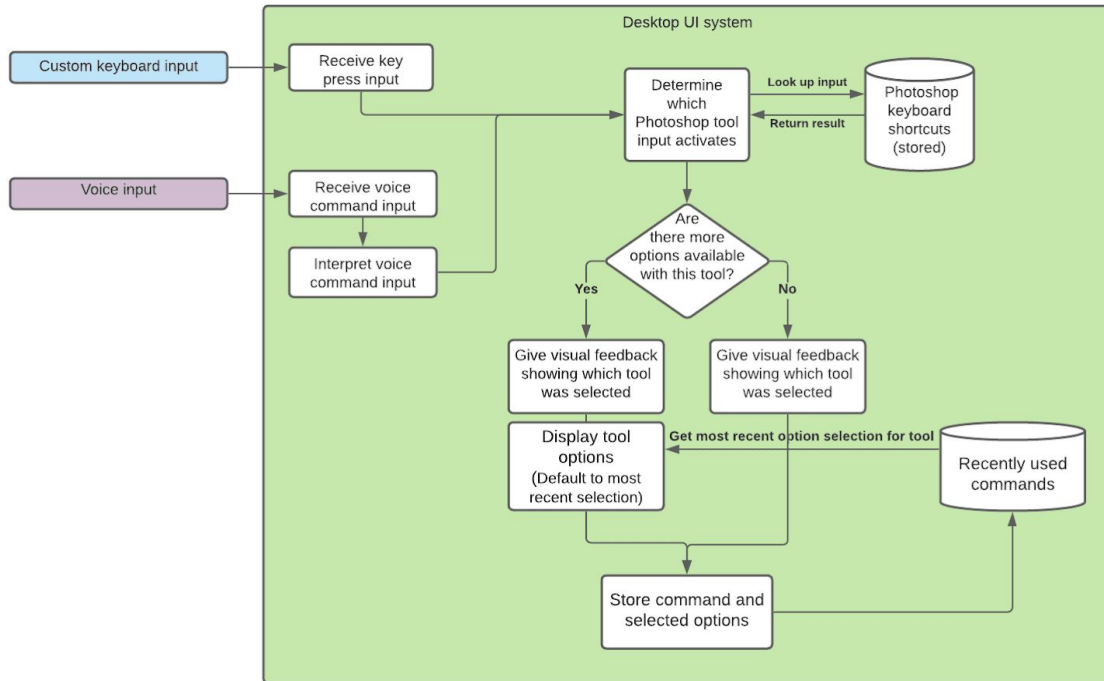 Desktop UI system
Custom keyboard input
Receive key
press input
Determine
which
Photoshop tool
input activates
Look up input
Return result
Photoshop
keyboard
shortcuts
(stored)
Voice input
Receive voice
command input
Interpret voice
command input
Are
there more
options available
with this tool?
Yes
No
Give visual feedback
showing which tool
was selected
Give visual feedback
showing which tool
was selected
Display tool
options
(Default to most
recent selection)
Get most recent option selection for tool
Recently used
commands
Store command and
selected options